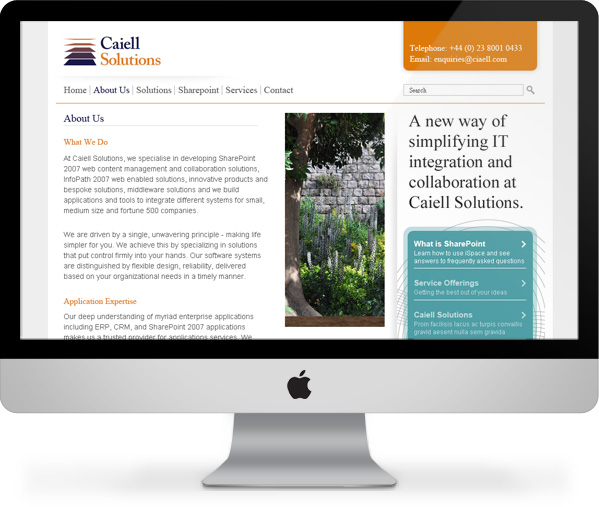 Caiell
Solutions
Telephone: +44 (0) 23 8001 0433
Email: enquiries@ciaell.com
Home | About Us | Solutions | Sharepoint | Services | Contact
Search
About Us
What We Do
At Caiell Solutions, we specialise in developing SharePoint
2007 web content management and collaboration solutions,
InfoPath 2007 web enabled solutions, innovative products and
bespoke solutions, middleware solutions and we build
applications and tools to integrate different systems for small,
medium size and fortune 500 companies.
We are driven by a single, unwavering principle - making life
simpler for you. We achieve this by specializing in solutions
that put control firmly into your hands. Our software systems
are distinguished by flexible design, reliability, delivered
based on your organizational needs in a timely manner.
Application Expertise
Our deep understanding of myriad enterprise applications
including ERP, CRM, and SharePoint 2007 applications
makes us a trusted provider for applications services. We
A new way of
simplifying IT
integration and
collaboration at
Caiell Solutions.
What is SharePoint
Learn how to use iSpace and see
answers to frequently asked questions
Service Offerings
Getting the best out of your ideas
Caiell Solutions
Proin facilisis lacus ac turpis convallis
gravid aesent nulla sem gravida